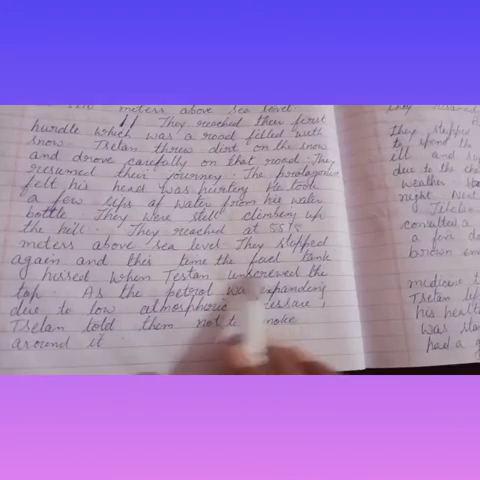 meters above sea level.
11 They reached their first
hurdle which was a road filled with
snow Tselan threw dirt on the snow
and drove carefully on that road. They
resumed their journey. The protagonist
felt his head was hurting He took
a few sips of water from his water
bottle. They were still climbing up
the hill. They reached at 5515
meters above sea level They stopped
again and this time the fuel tank
hissed when Testan unscrewed the
top. As the petrol was expanding
due to low atmospheric
Tselan told them not to smoke
around it
they
they stepped
to spend the
ill and
due to the
weather
night Next
consulted a
a few
brown
medicine
Tselan
his health
was
had a